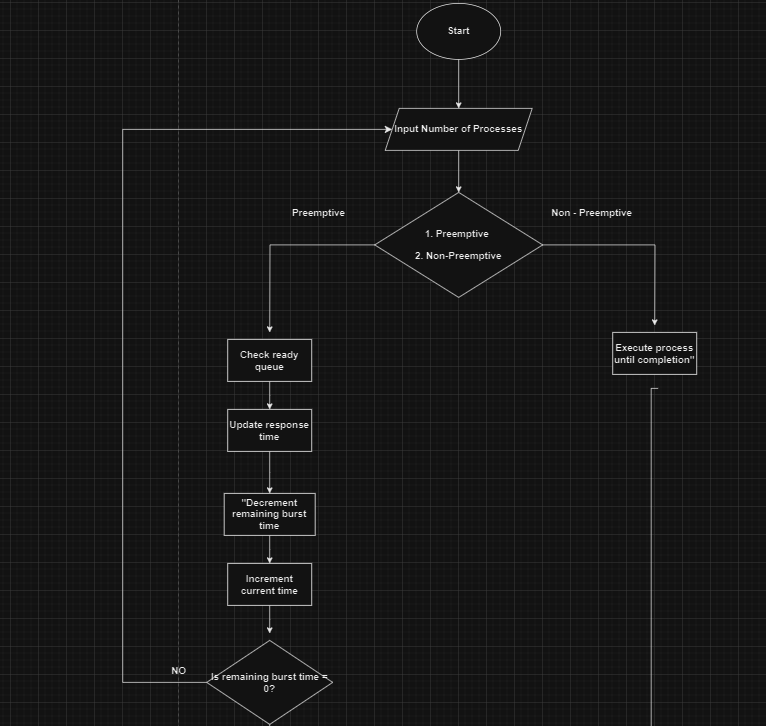 Start
Input Number of Processes
Preemptive
Non - Preemptive
1. Preemptive
2. Non-Preemptive
Check ready
queue
Execute process
until completion"
Update response
time
"Decrement
remaining burst
time
Increment
current time
NO
Is remaining burst time =
0?